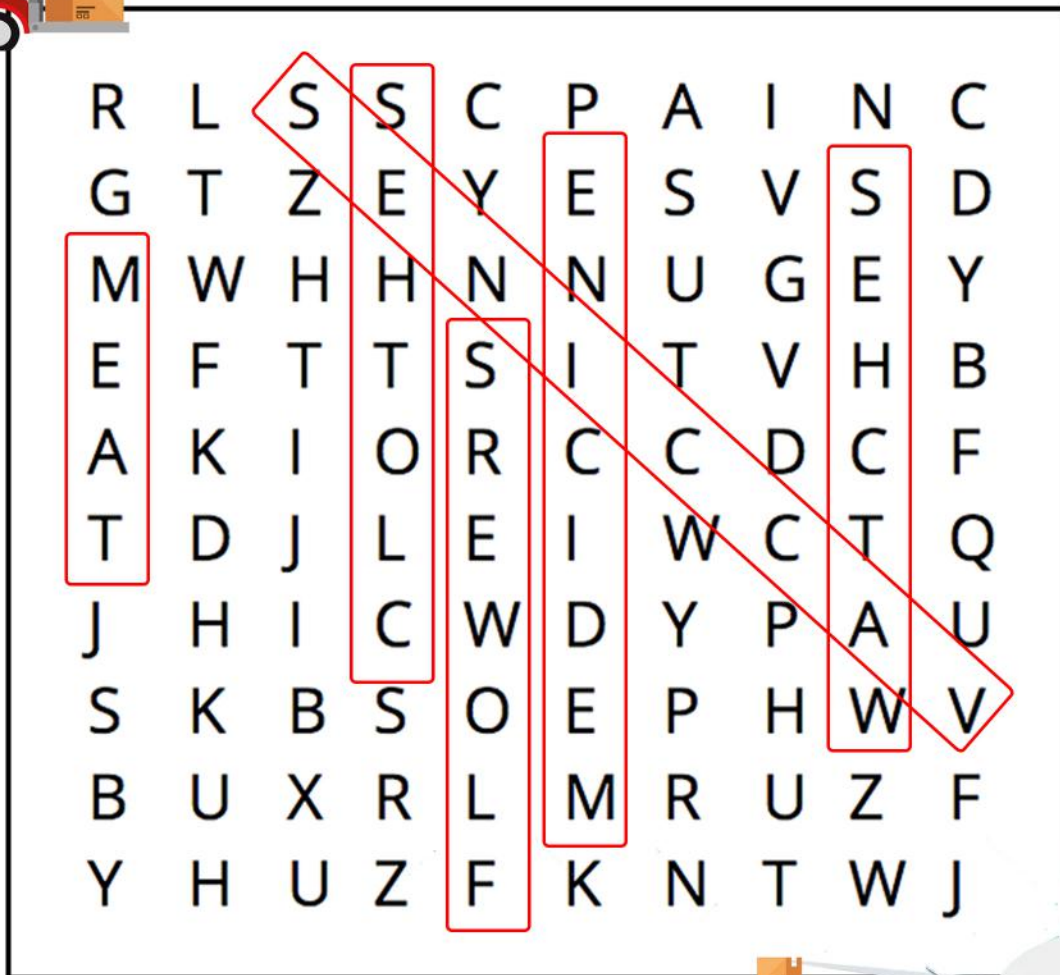 R L S S C P A I N C
G T Z E Y E S V S D
M W H H N N U G E Y
E F T T S I T V H B
A K I O R C C D C F
T D J L E I W C T Q
J H I C W D Y P A U
S K B S O E P H W V
B U X R L M R U Z F
Y H U Z F K N T W J